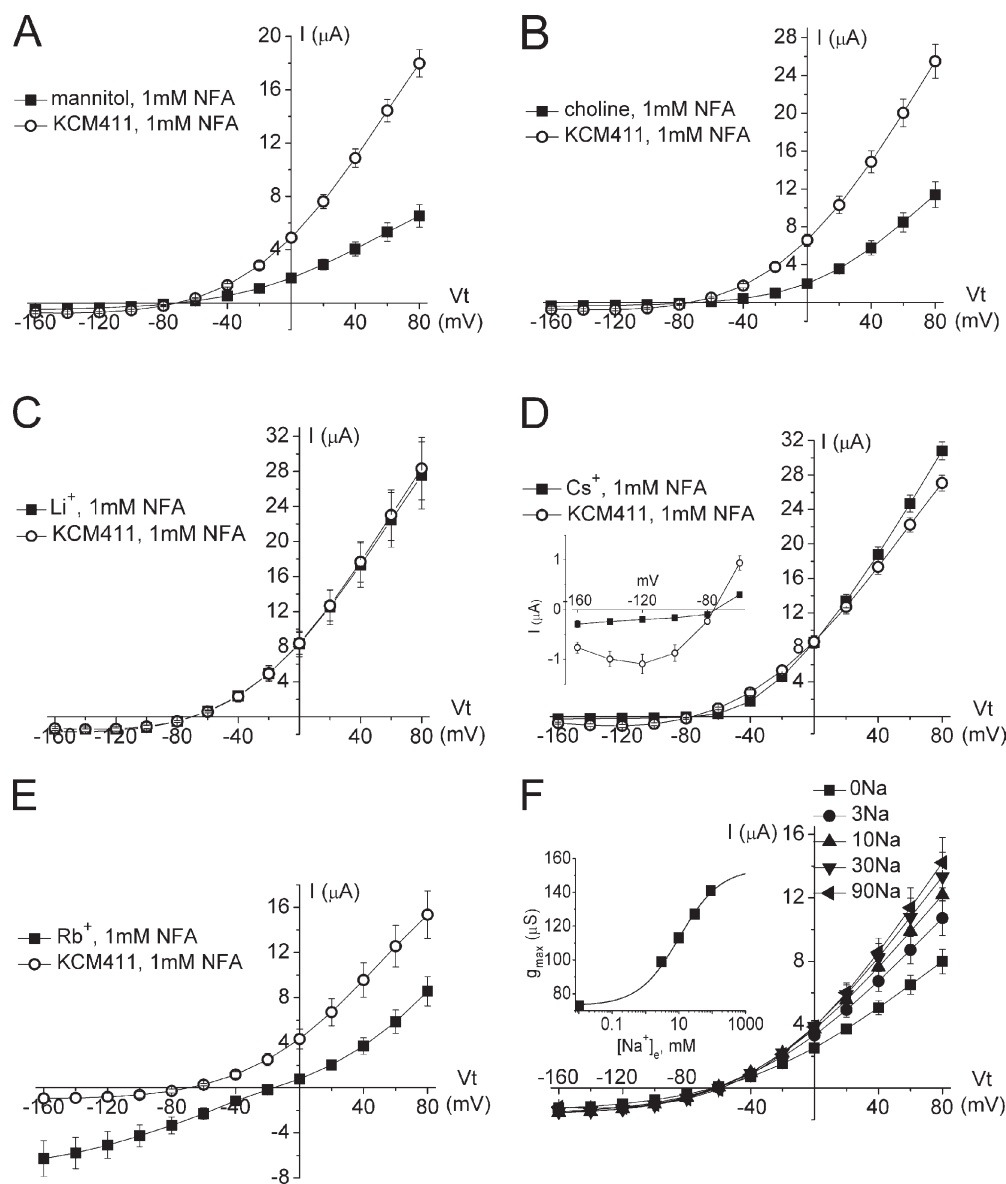 A
I (μA)
mannitol, 1mM NFA
KCM411, 1mM NFA
20
16
12
8
4
-160 -120 -80 -40 40 80
Vt
(mV)
B
I (μA)
choline, 1mM NFA
KCM411, 1mM NFA
28
24
20
16
12
8
4
-160 -120 -80 -40 40 80
Vt
(mV)
C
I (μA)
Li+, 1mM NFA
KCM411, 1mM NFA
32
28
24
20
16
12
8
4
-160 -120 -80 -40 40 80
Vt
(mV)
D
I (μA)
Cs+, 1mM NFA
KCM411, 1mM NFA
32
28
24
20
16
12
8
4
mV
-160 -120 -80
0
-1
I (μA)
-160 -120 -80 -40 40 80
Vt
(mV)
E
I (μA)
Rb+, 1mM NFA
KCM411, 1mM NFA
16
12
8
4
-4
-8
-160 -120 -80 -40 40 80
Vt
(mV)
F
0Na
3Na
10Na
30Na
90Na
I (μA)
16
12
8
4
160
140
120
100
80
gmax (μS)
0.1 10 1000
[Na+]e, mM
-160 -120 -80 -40 40 80
Vt
(mV)